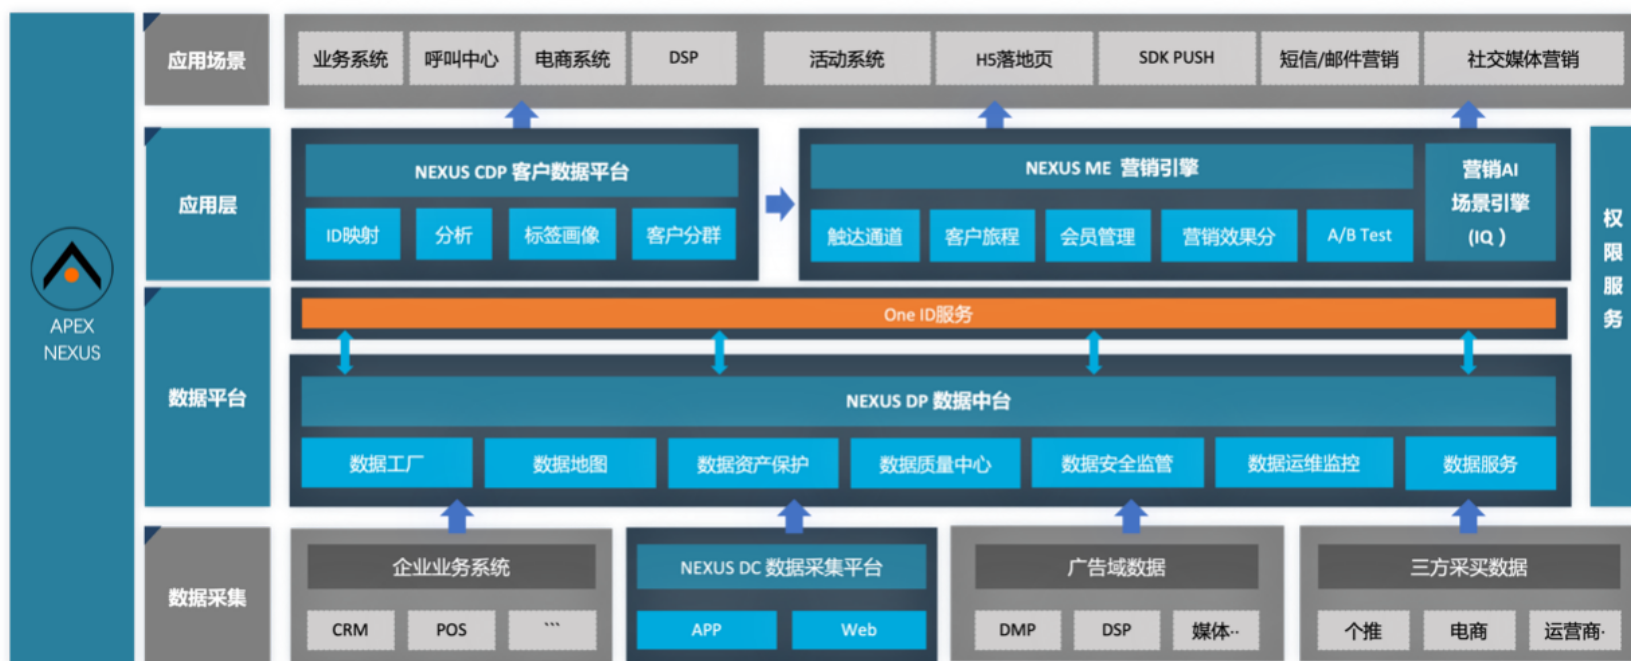 APEX
NEXUS
应用场景
业务系统
呼叫中心
电商系统
DSP
活动系统
H5落地页
SDK PUSH
短信/邮件营销
社交媒体营销
应用层
NEXUS CDP 客户数据平台
ID映射
分析
标签画像
客户分群
NEXUS ME 营销引擎
触达通道
客户旅程
会员管理
营销效果分
A/B Test
营销AI
场景引擎
(IQ )
权
限
服
务
数据平台
One ID服务
NEXUS DP 数据中台
数据工厂
数据地图
数据资产保护
数据质量中心
数据安全监管
数据运维监控
数据服务
数据采集
企业业务系统
CRM
POS
```
NEXUS DC 数据采集平台
APP
Web
广告域数据
DMP
DSP
媒体··
三方采买数据
个推
电商
运营商·